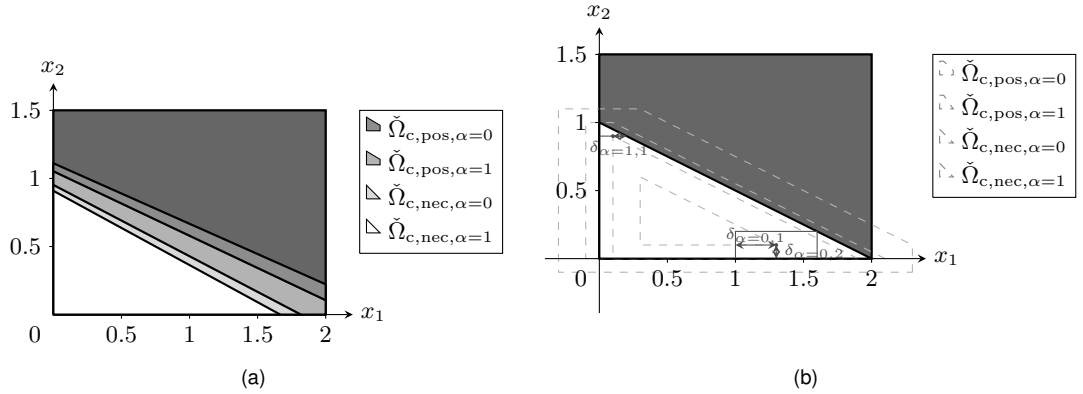 x₂
1.5
1
0.5
0
0.5
1
1.5
2
x₁
Ω̌c,pos,α=0
Ω̌c,pos,α=1
Ω̌c,nec,α=0
Ω̌c,nec,α=1
(a)
x₂
1.5
1
0.5
0
0.5
1
1.5
2
x₁
δα=1,1
δα=0,1
δα=0,2
Ω̌c,pos,α=0
Ω̌c,pos,α=1
Ω̌c,nec,α=0
Ω̌c,nec,α=1
(b)